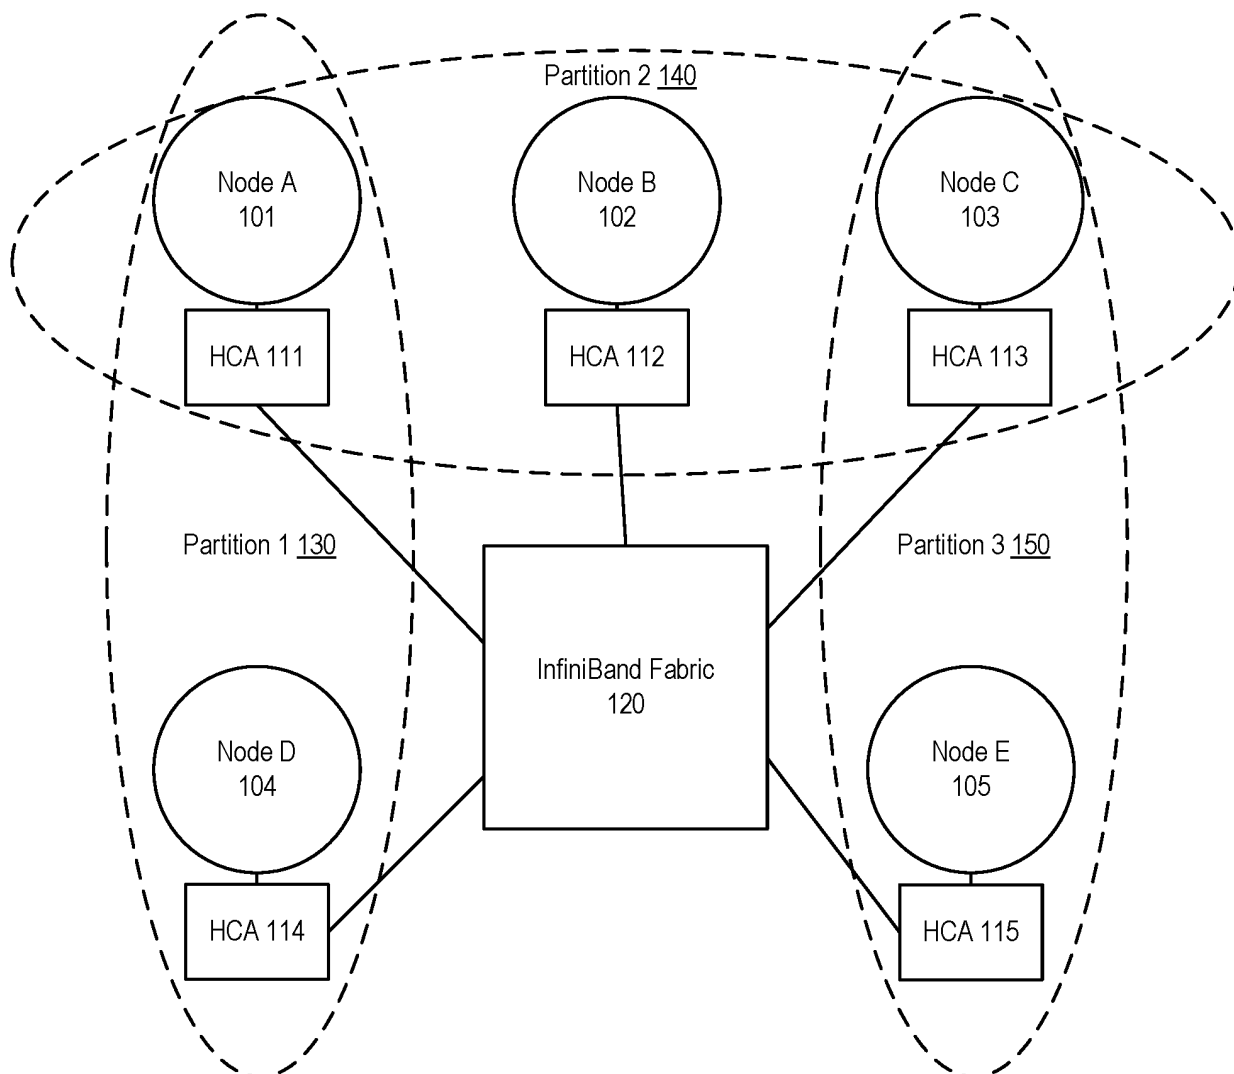 Partition 2 140
Node A
101
Node B
102
Node C
103
HCA 111
HCA 112
HCA 113
Partition 1 130
Partition 3 150
InfiniBand Fabric
120
Node D
104
Node E
105
HCA 114
HCA 115